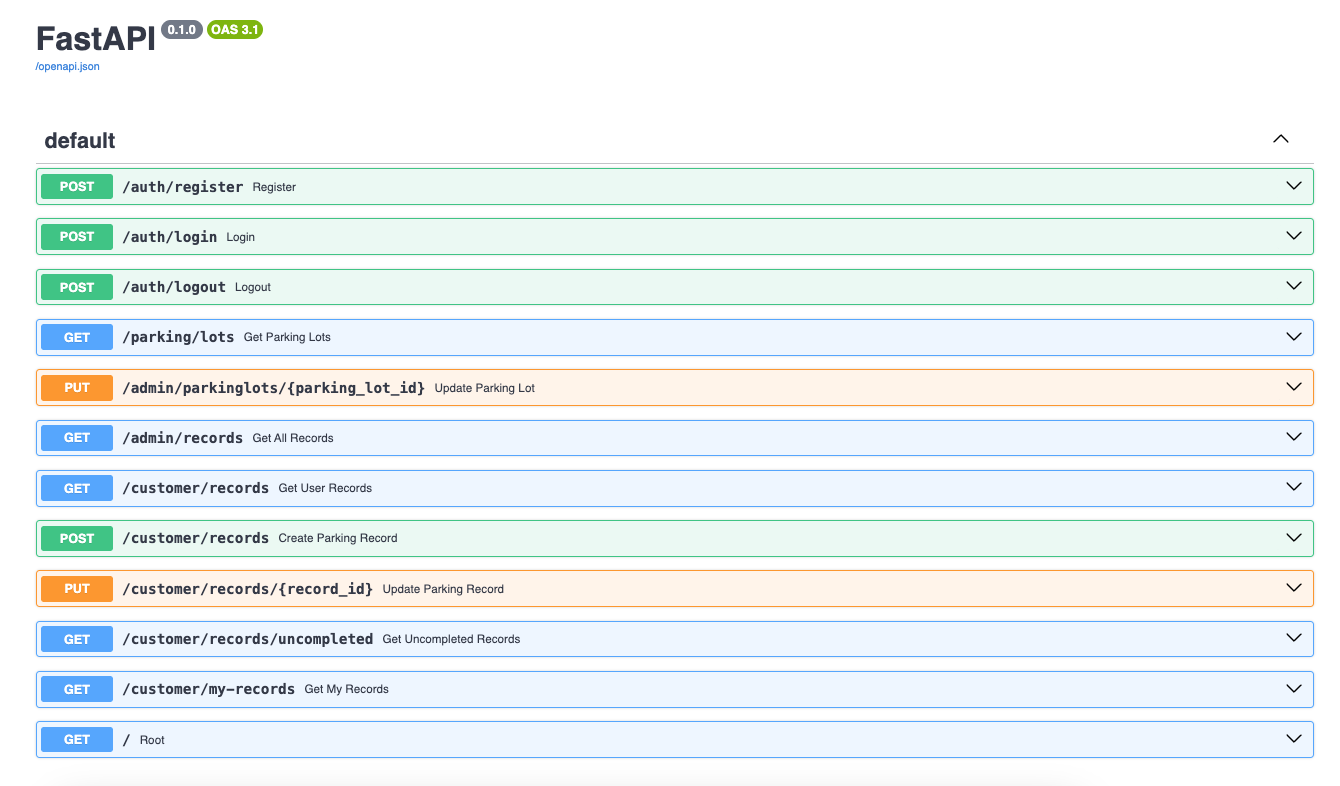 FastAPI 0.1.0 OAS 3.1
/openapi.json
default
POST /auth/register Register
POST /auth/login Login
POST /auth/logout Logout
GET /parking/lots Get Parking Lots
PUT /admin/parkinglots/{parking_lot_id} Update Parking Lot
GET /admin/records Get All Records
GET /customer/records Get User Records
POST /customer/records Create Parking Record
PUT /customer/records/{record_id} Update Parking Record
GET /customer/records/uncompleted Get Uncompleted Records
GET /customer/my-records Get My Records
GET / Root